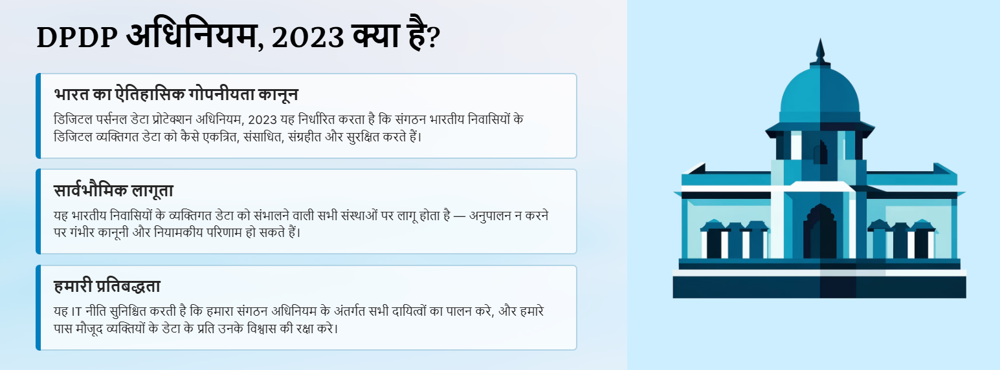 DPDP अधिनियम, 2023 क्या है?
भारत का ऐतिहासिक गोपनीयता कानून
डिजिटल पर्सनल डेटा प्रोटेक्शन अधिनियम, 2023 यह निर्धारित करता है कि संगठन भारतीय निवासियों के
डिजिटल व्यक्तिगत डेटा को कैसे एकत्रित, संसाधित, संग्रहीत और सुरक्षित करते हैं।
सार्वभौमिक लागूता
यह भारतीय निवासियों के व्यक्तिगत डेटा को संभालने वाली सभी संस्थाओं पर लागू होता है — अनुपालन न करने
पर गंभीर कानूनी और नियामकीय परिणाम हो सकते हैं।
हमारी प्रतिबद्धता
यह IT नीति सुनिश्चित करती है कि हमारा संगठन अधिनियम के अंतर्गत सभी दायित्वों का पालन करे, और हमारे
पास मौजूद व्यक्तियों के डेटा के प्रति उनके विश्वास की रक्षा करे।